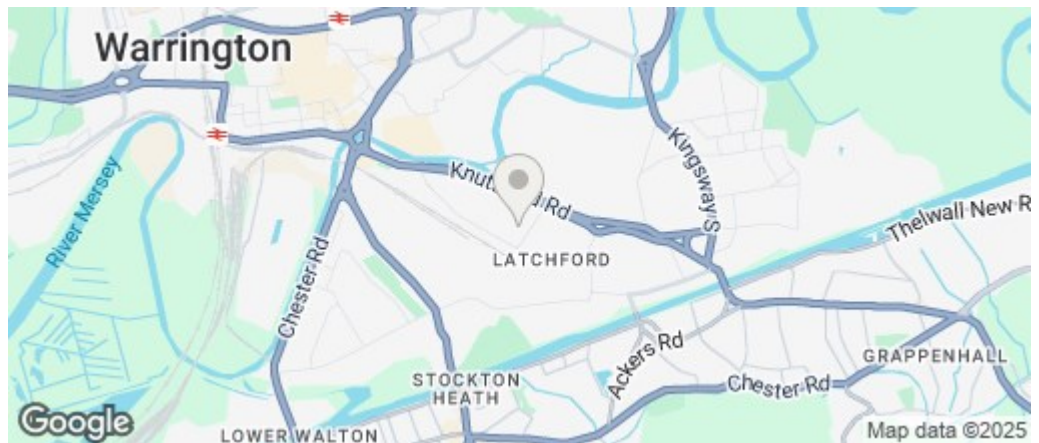 Warrington
River Mersey
Chester Rd
Kingsway S
Thelwall New R
LATCHFORD
Ackers Rd
GRAPPENHALL
STOCKTON
HEATH
Chester Rd
LOWER WALTON
Google
Map data ©2025